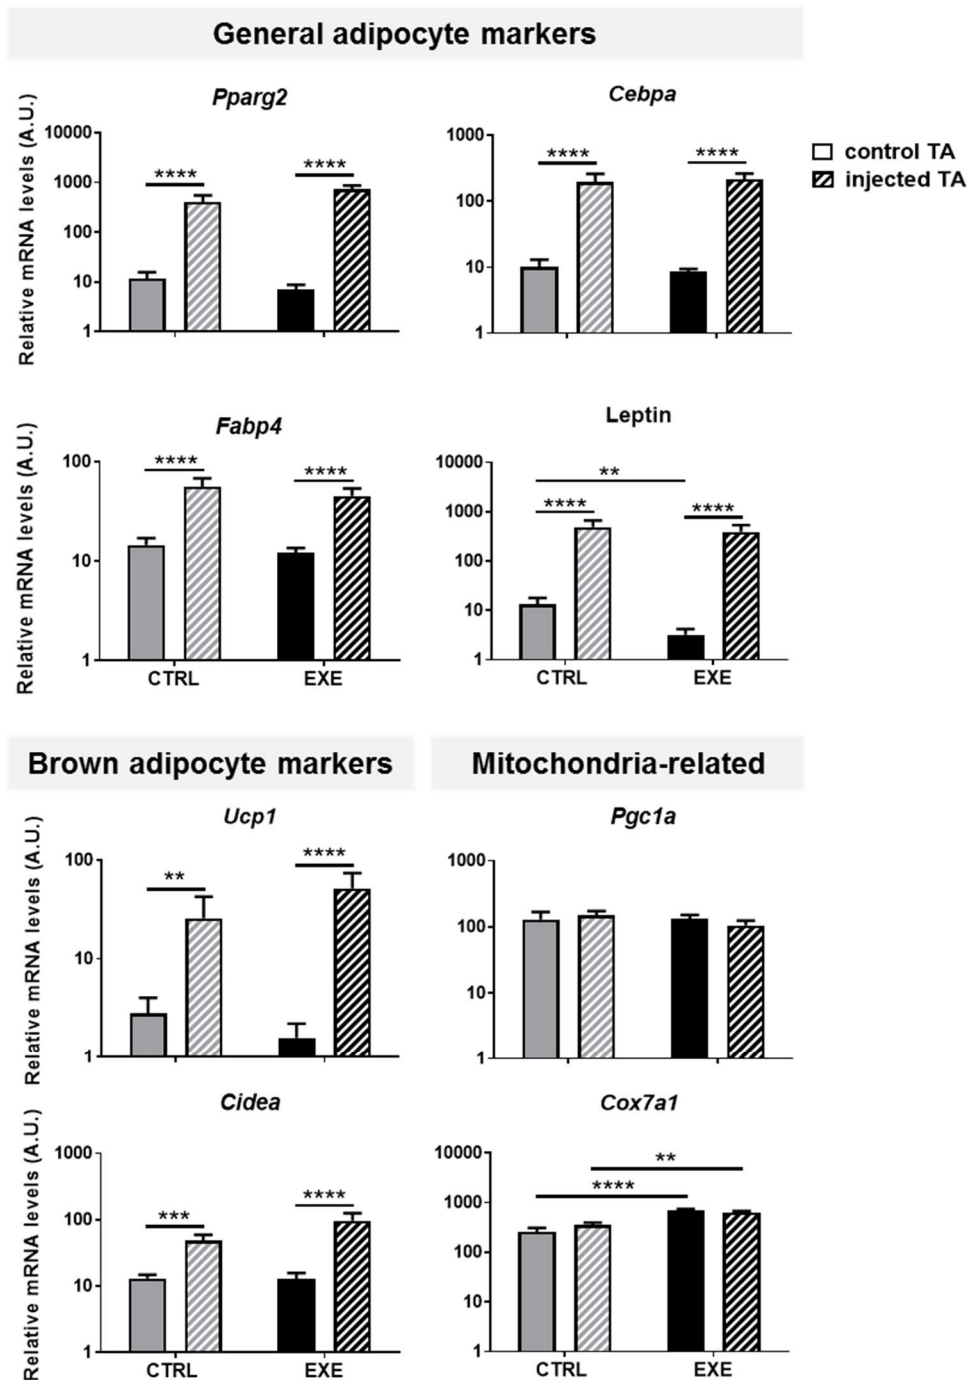 General adipocyte markers
Pparg2
Relative mRNA levels (A.U.)
10000
1000
100
10
1
****
****
Cebpa
1000
100
10
1
****
****
control TA
injected TA
Fabp4
Relative mRNA levels (A.U.)
100
10
1
****
****
CTRL
EXE
Leptin
10000
1000
100
10
1
**
****
****
CTRL
EXE
Brown adipocyte markers
Mitochondria-related
Ucp1
Relative mRNA levels (A.U.)
100
10
1
**
****
Pgc1a
1000
100
10
1
Cidea
Relative mRNA levels (A.U.)
1000
100
10
1
***
****
CTRL
EXE
Cox7a1
10000
1000
100
10
1
**
****
CTRL
EXE